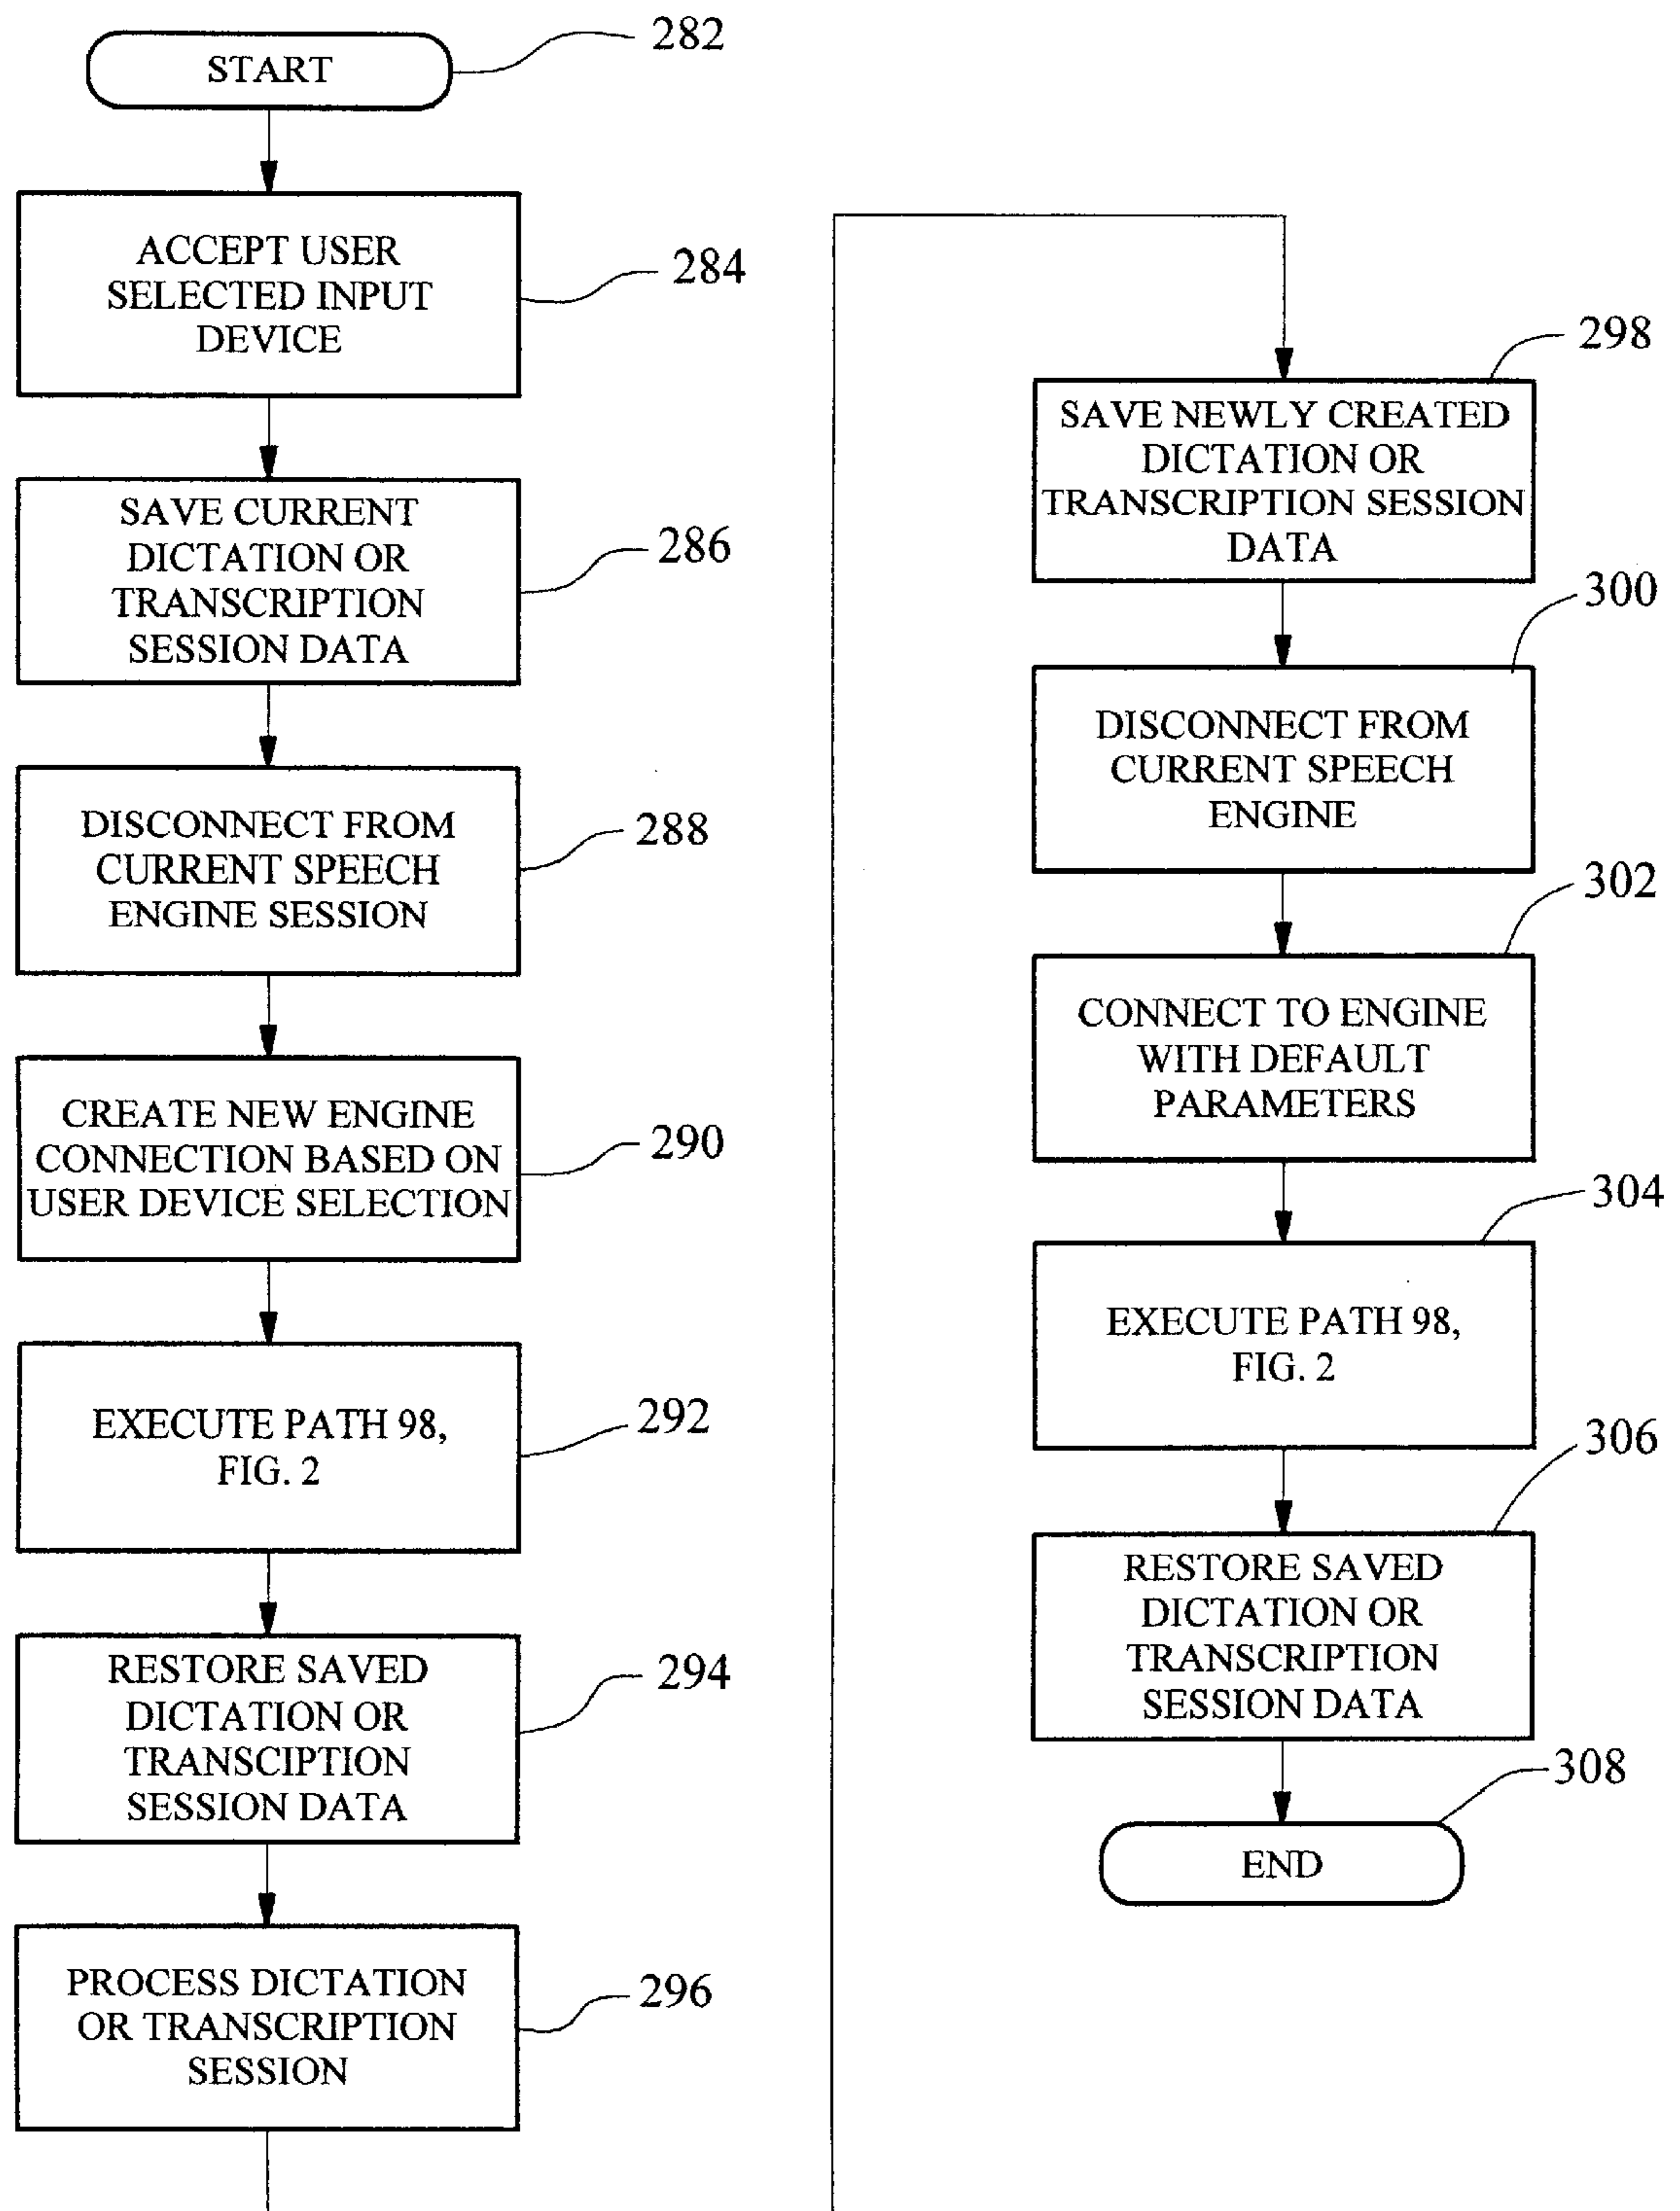 START
282
ACCEPT USER
SELECTED INPUT
DEVICE
284
SAVE CURRENT
DICTATION OR
TRANSCRIPTION
SESSION DATA
286
DISCONNECT FROM
CURRENT SPEECH
ENGINE SESSION
288
CREATE NEW ENGINE
CONNECTION BASED ON
USER DEVICE SELECTION
290
EXECUTE PATH 98,
FIG. 2
292
RESTORE SAVED
DICTATION OR
TRANSCIPTION
SESSION DATA
294
PROCESS DICTATION
OR TRANSCRIPTION
SESSION
296
298
SAVE NEWLY CREATED
DICTATION OR
TRANSCRIPTION SESSION
DATA
300
DISCONNECT FROM
CURRENT SPEECH
ENGINE
302
CONNECT TO ENGINE
WITH DEFAULT
PARAMETERS
304
EXECUTE PATH 98,
FIG. 2
306
RESTORE SAVED
DICTATION OR
TRANSCRIPTION
SESSION DATA
308
END